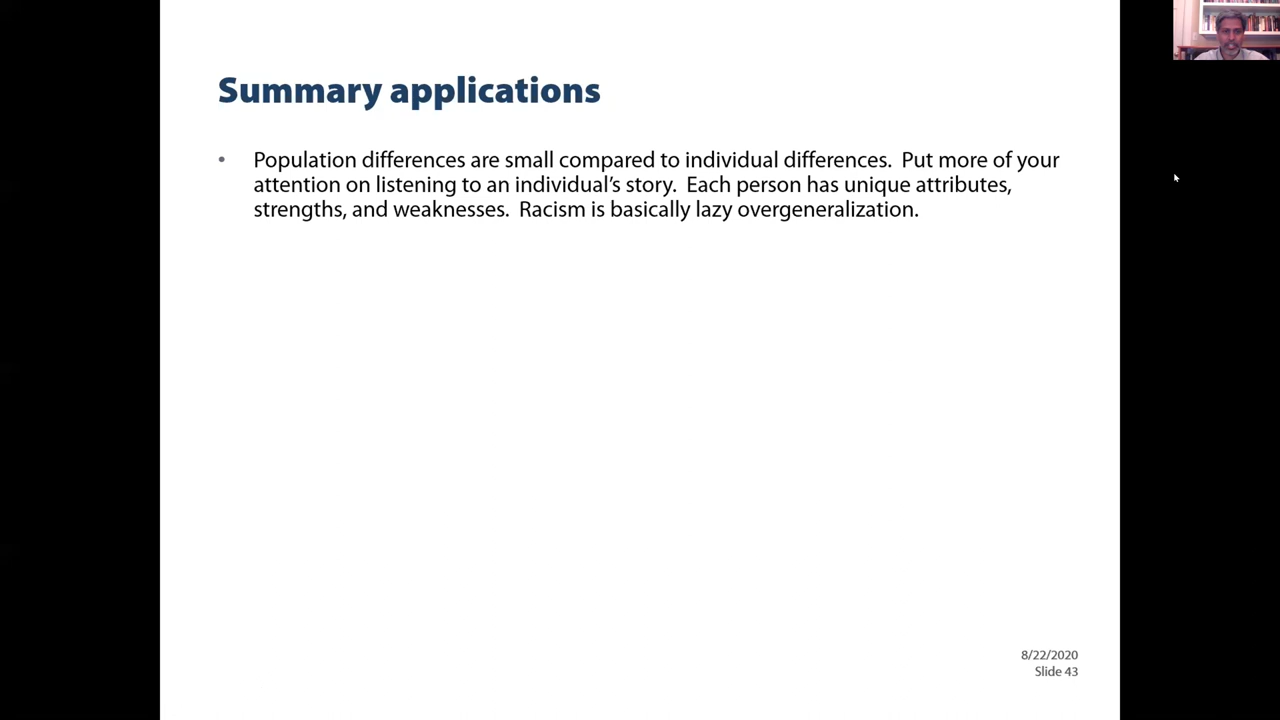 Summary applications
• Population differences are small compared to individual differences.  Put more of your
attention on listening to an individual’s story.  Each person has unique attributes,
strengths, and weaknesses.  Racism is basically lazy overgeneralization.
8/22/2020
Slide 43